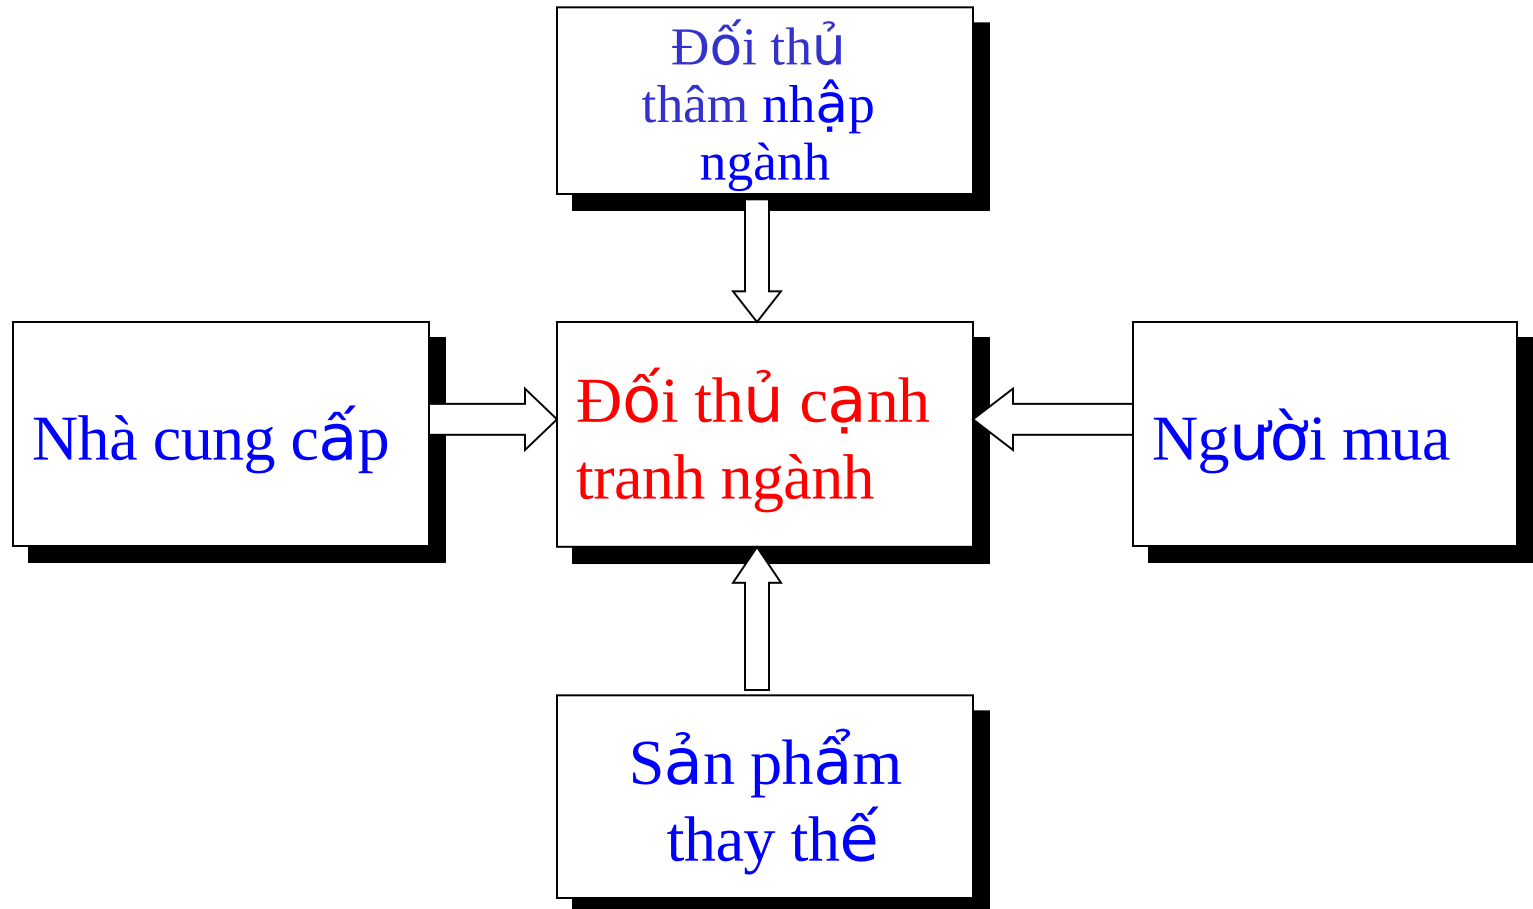 Đối thủ
thâm nhập
ngành
Nhà cung cấp
Đối thủ cạnh
tranh ngành
Người mua
Sản phẩm
thay thế